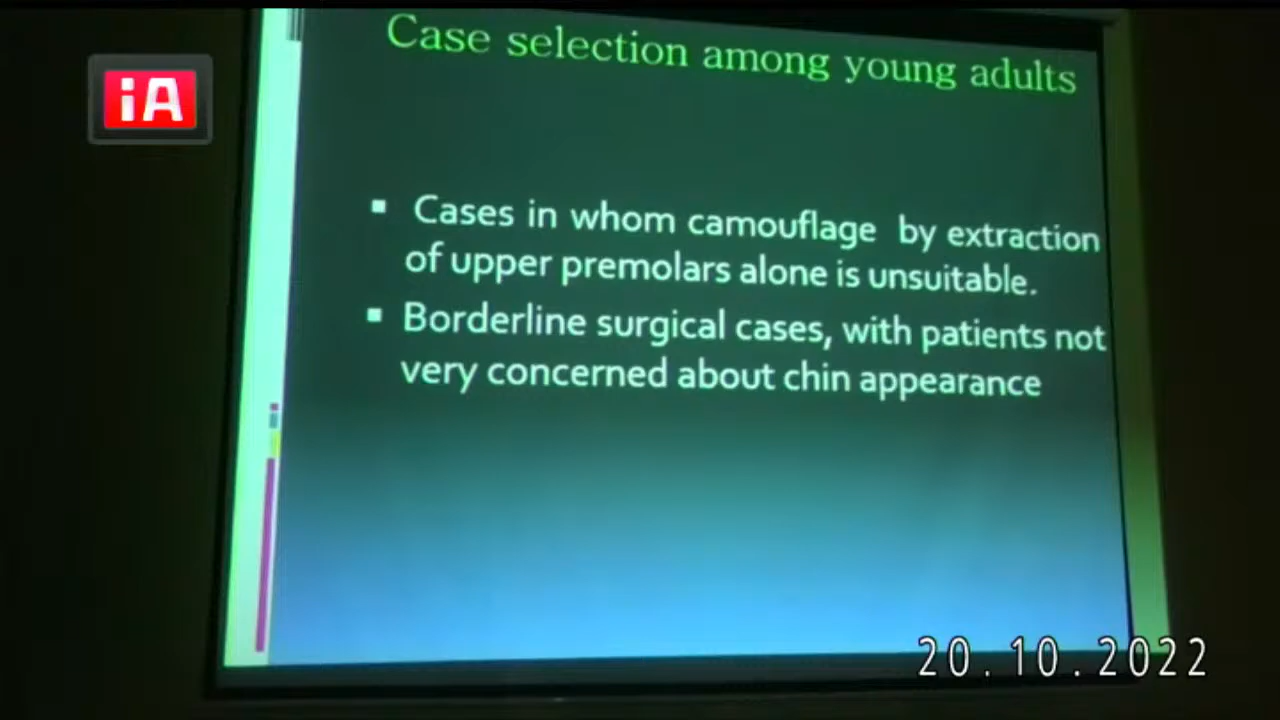 Case selection among young adults
iA
▪ Cases in whom camouflage by extraction
of upper premolars alone is unsuitable.
▪ Borderline surgical cases, with patients not
very concerned about chin appearance
20.10.2022